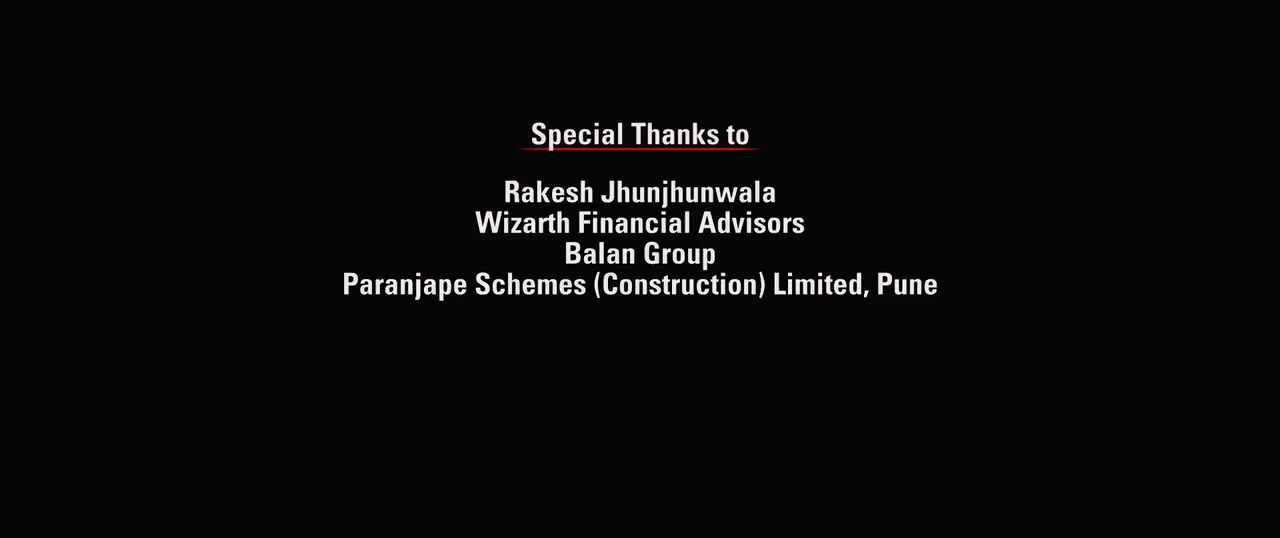 Special Thanks to
Rakesh Jhunjhunwala
Wizarth Financial Advisors
Balan Group
Paranjape Schemes (Construction) Limited, Pune